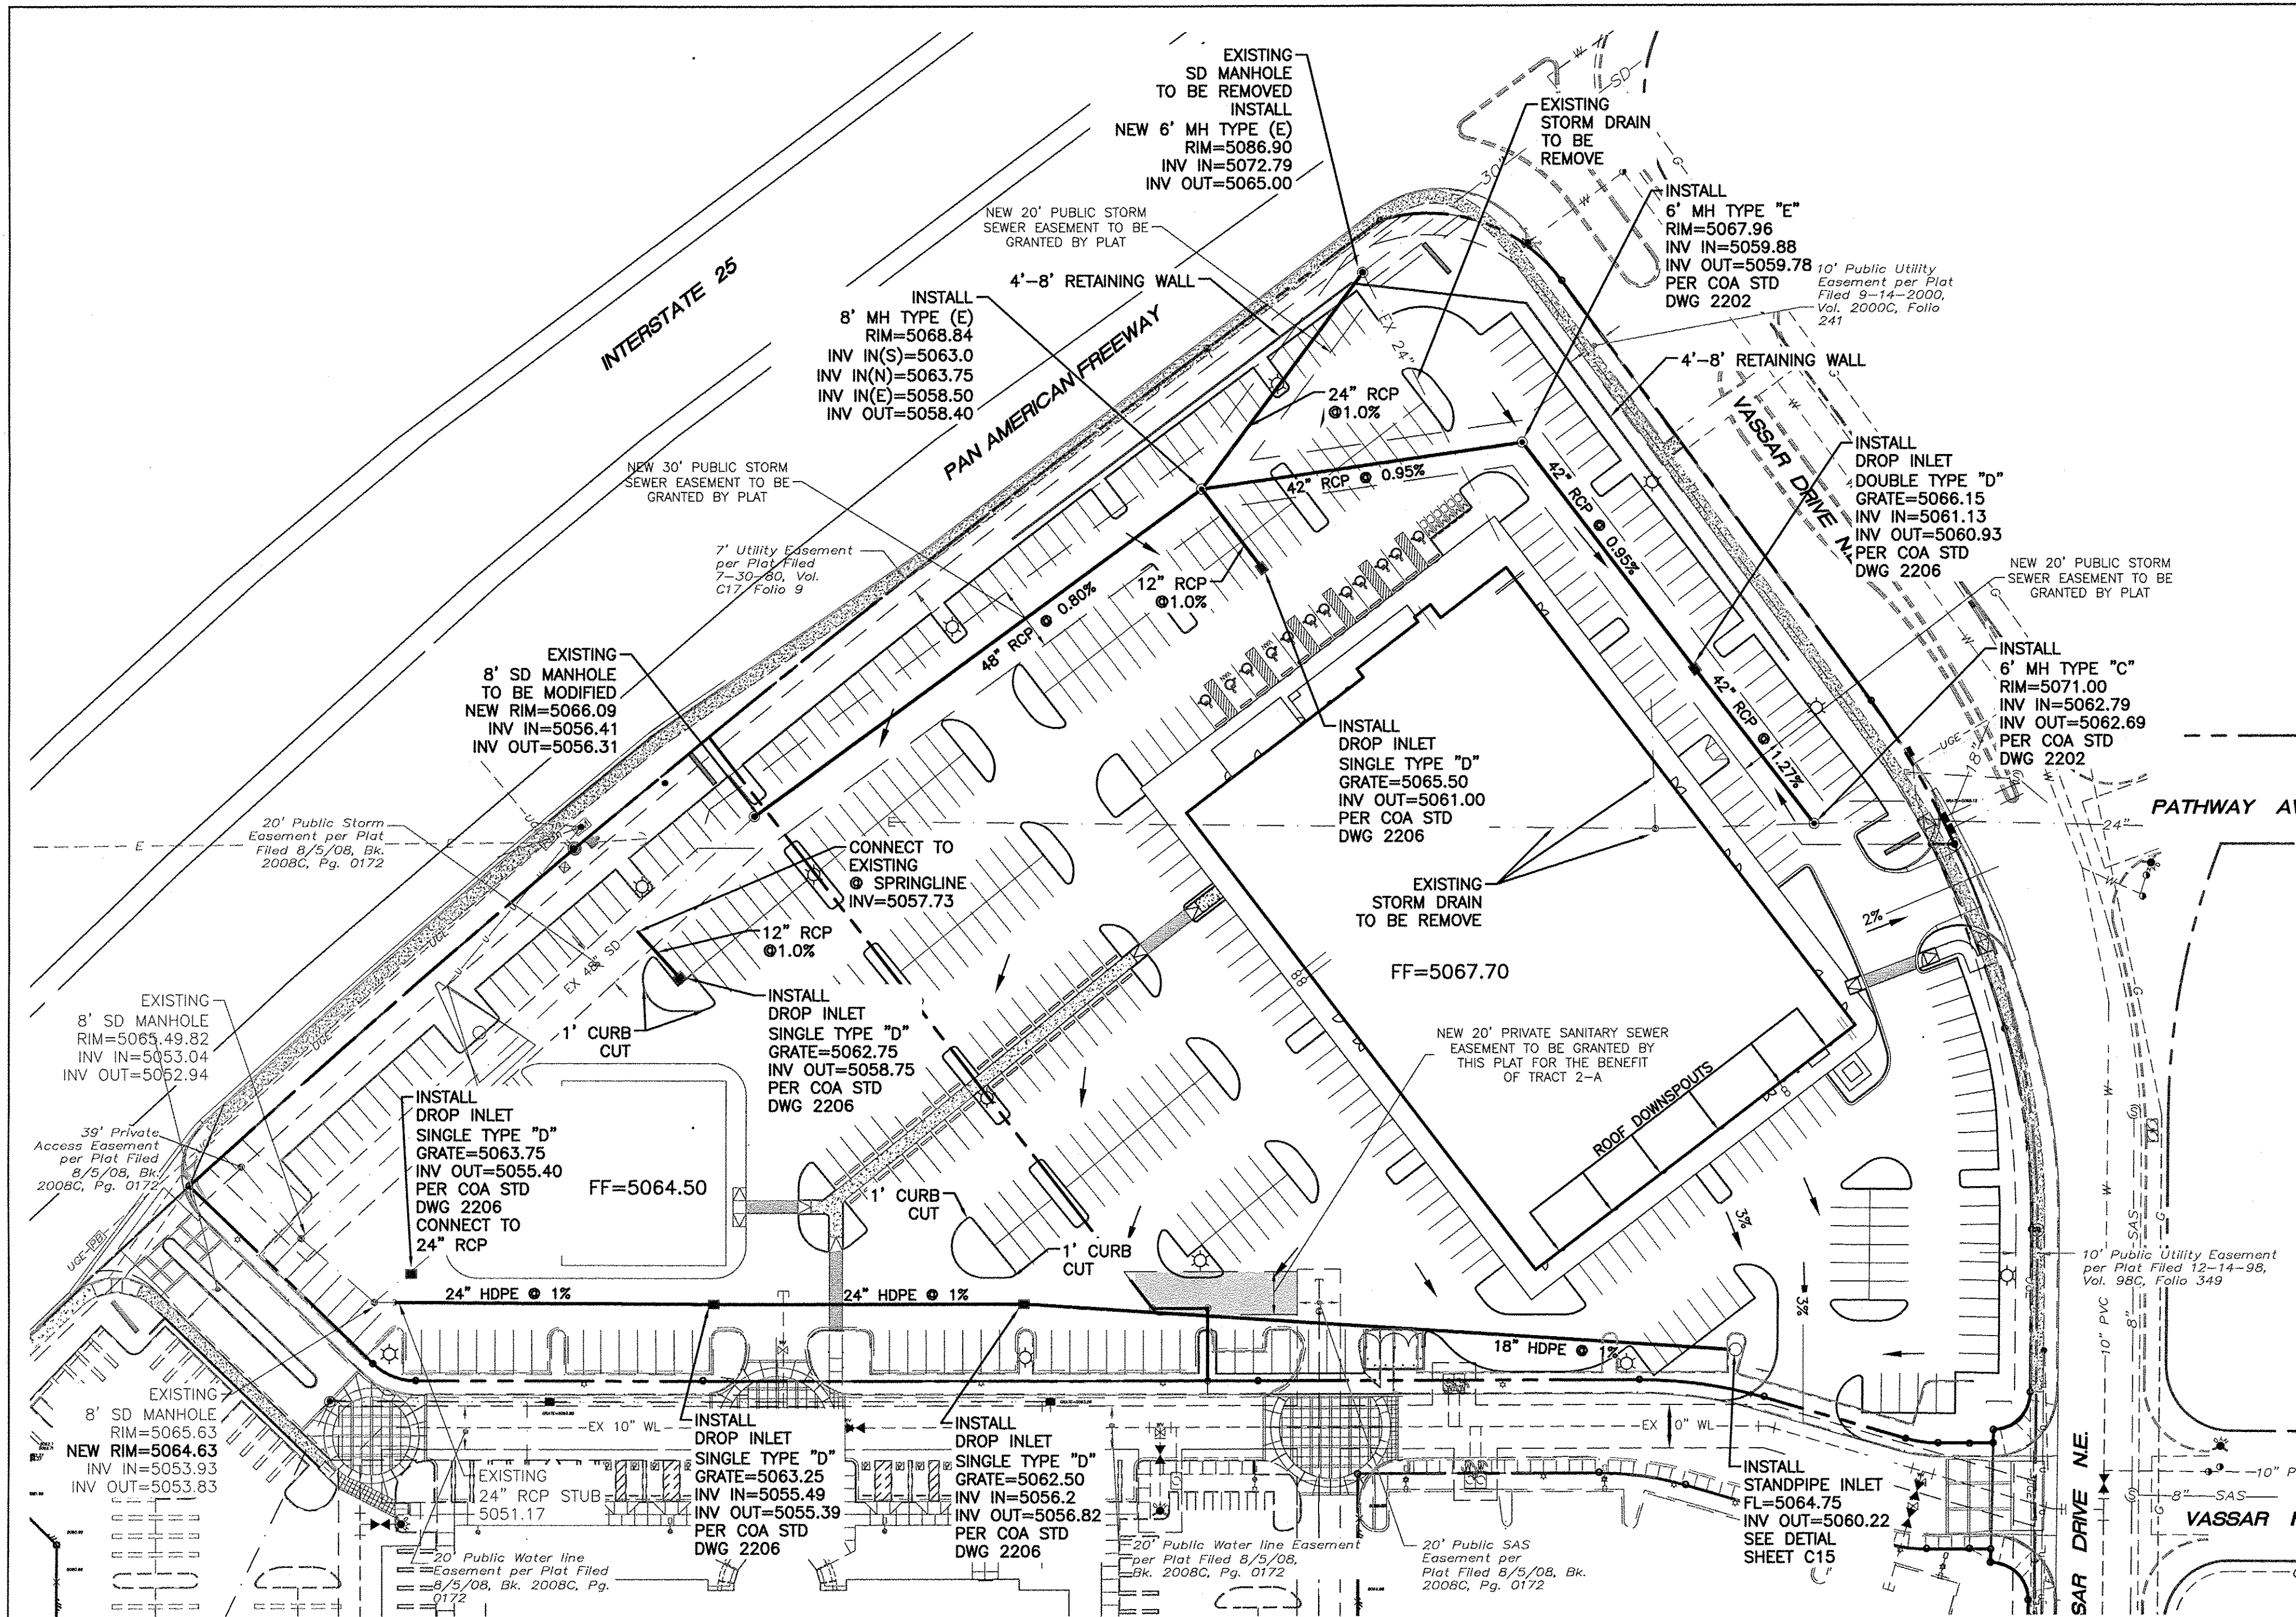 EXISTING
SD MANHOLE
TO BE REMOVED
INSTALL
NEW 6' MH TYPE (E)
RIM=5086.90
INV IN=5072.79
INV OUT=5065.00
EXISTING
STORM DRAIN
TO BE
REMOVE
SD
W
G
30"
INSTALL
6' MH TYPE "E"
RIM=5067.96
INV IN=5059.88
INV OUT=5059.78
PER COA STD
DWG 2202
10' Public Utility
Easement per Plat
Filed 9-14-2000,
Vol. 2000C, Folio
241
NEW 20' PUBLIC STORM
SEWER EASEMENT TO BE
GRANTED BY PLAT
4'-8' RETAINING WALL
INTERSTATE 25
PAN AMERICAN FREEWAY
INSTALL
8' MH TYPE (E)
RIM=5068.84
INV IN(S)=5063.0
INV IN(N)=5063.75
INV IN(E)=5058.50
INV OUT=5058.40
EX 24"
24" RCP
@1.0%
4'-8' RETAINING WALL
VASSAR DRIVE N.
INSTALL
DROP INLET
DOUBLE TYPE "D"
GRATE=5066.15
INV IN=5061.13
INV OUT=5060.93
PER COA STD
DWG 2206
NEW 30' PUBLIC STORM
SEWER EASEMENT TO BE
GRANTED BY PLAT
42" RCP @ 0.95%
42" RCP @ 0.95%
7' Utility Easement
per Plat Filed
7-30-80, Vol.
C17, Folio 9
12" RCP
@1.0%
48" RCP @ 0.80%
NEW 20' PUBLIC STORM
SEWER EASEMENT TO BE
GRANTED BY PLAT
EXISTING
8' SD MANHOLE
TO BE MODIFIED
NEW RIM=5066.09
INV IN=5056.41
INV OUT=5056.31
INSTALL
6' MH TYPE "C"
RIM=5071.00
INV IN=5062.79
INV OUT=5062.69
PER COA STD
DWG 2202
42" RCP @ 1.27%
INSTALL
DROP INLET
SINGLE TYPE "D"
GRATE=5065.50
INV OUT=5061.00
PER COA STD
DWG 2206
UGE
18"
PATHWAY AV
24"
20' Public Storm
Easement per Plat
Filed 8/5/08, Bk.
2008C, Pg. 0172
E
E
E
CONNECT TO
EXISTING
@ SPRINGLINE
INV=5057.73
12" RCP
@1.0%
EXISTING
STORM DRAIN
TO BE REMOVE
2%
EX 48" SD
UGE
FF=5067.70
EXISTING
8' SD MANHOLE
RIM=5065.49.82
INV IN=5053.04
INV OUT=5052.94
1' CURB
CUT
INSTALL
DROP INLET
SINGLE TYPE "D"
GRATE=5062.75
INV OUT=5058.75
PER COA STD
DWG 2206
NEW 20' PRIVATE SANITARY SEWER
EASEMENT TO BE GRANTED BY
THIS PLAT FOR THE BENEFIT
OF TRACT 2-A
UGE
39' Private
Access Easement
per Plat Filed
8/5/08, Bk.
2008C, Pg. 0172
INSTALL
DROP INLET
SINGLE TYPE "D"
GRATE=5063.75
INV OUT=5055.40
PER COA STD
DWG 2206
CONNECT TO
24" RCP
FF=5064.50
ROOF DOWNSPOUTS
1' CURB
CUT
1' CURB
CUT
3%
3%
10' Public Utility Easement
per Plat Filed 12-14-98,
Vol. 98C, Folio 349
UGE
PB
24" HDPE @ 1%
24" HDPE @ 1%
18" HDPE @ 1%
10" PVC
8"
SAS
EXISTING
8' SD MANHOLE
RIM=5065.63
NEW RIM=5064.63
INV IN=5053.93
INV OUT=5053.83
EX 10" WL
EXISTING
24" RCP STUB
5051.17
INSTALL
DROP INLET
SINGLE TYPE "D"
GRATE=5063.25
INV IN=5055.49
INV OUT=5055.39
PER COA STD
DWG 2206
INSTALL
DROP INLET
SINGLE TYPE "D"
GRATE=5062.50
INV IN=5056.2
INV OUT=5056.82
PER COA STD
DWG 2206
EX 0" WL
INSTALL
STANDPIPE INLET
FL=5064.75
INV OUT=5060.22
SEE DETIAL
SHEET C15
SAR DRIVE N.E.
10" P
8" SAS
VASSAR
20' Public Water line
Easement per Plat Filed
8/5/08, Bk. 2008C, Pg.
0172
20' Public Water line Easement
per Plat Filed 8/5/08,
Bk. 2008C, Pg. 0172
20' Public SAS
Easement per
Plat Filed 8/5/08, Bk.
2008C, Pg. 0172